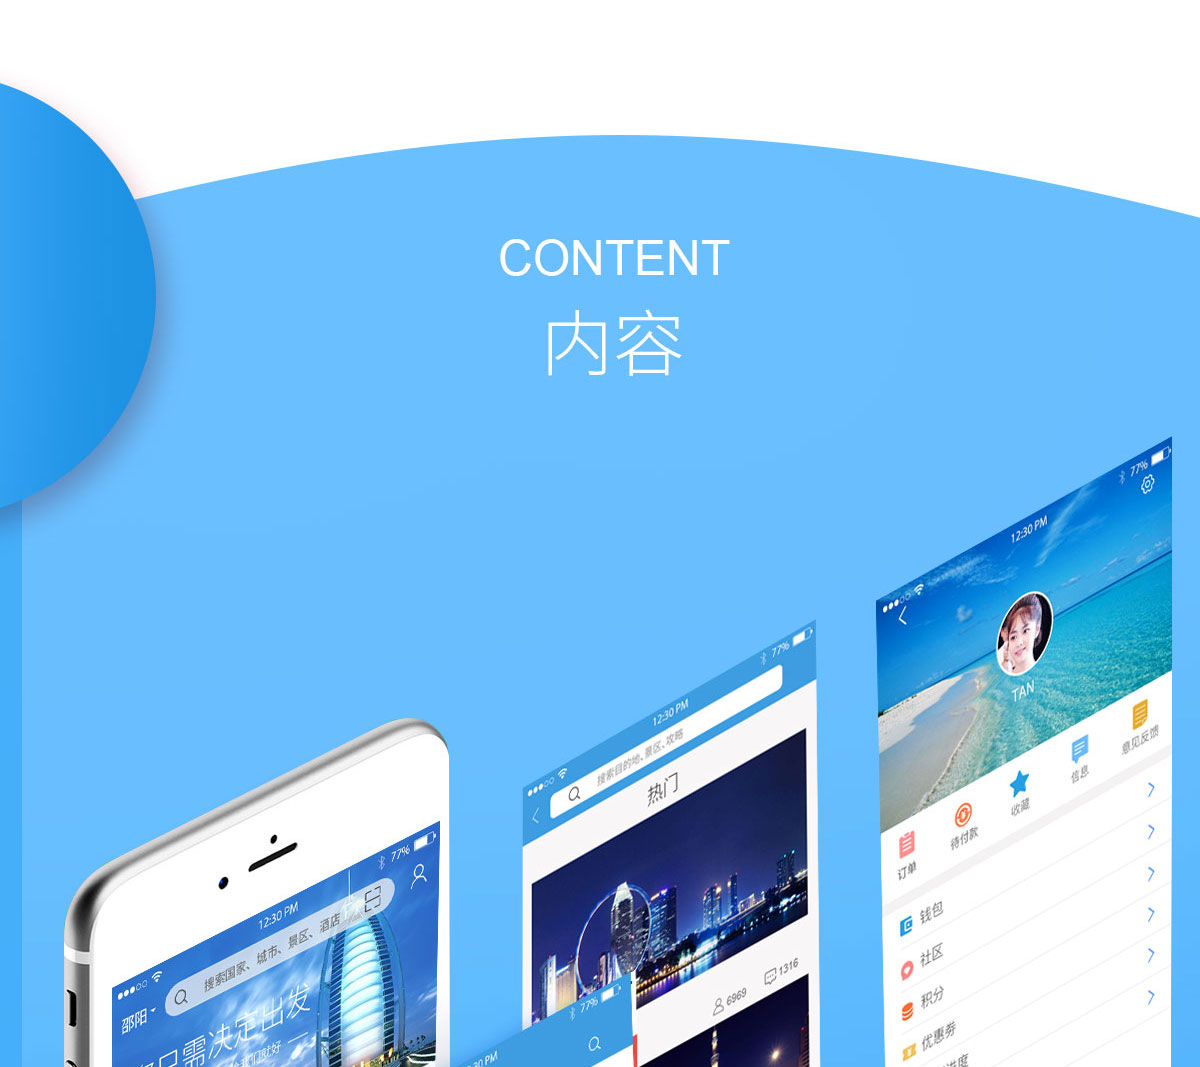 CONTENT
内容
77%
12:30 PM
TAN
订单
待付款
收藏
信息
意见反馈
钱包
社区
积分
优惠券
77%
12:30 PM
搜索目的地、景区、攻略
热门
6969
1316
77%
12:30 PM
搜索国家、城市、景区、酒店
邵阳
需决定出发
77%
:30 PM